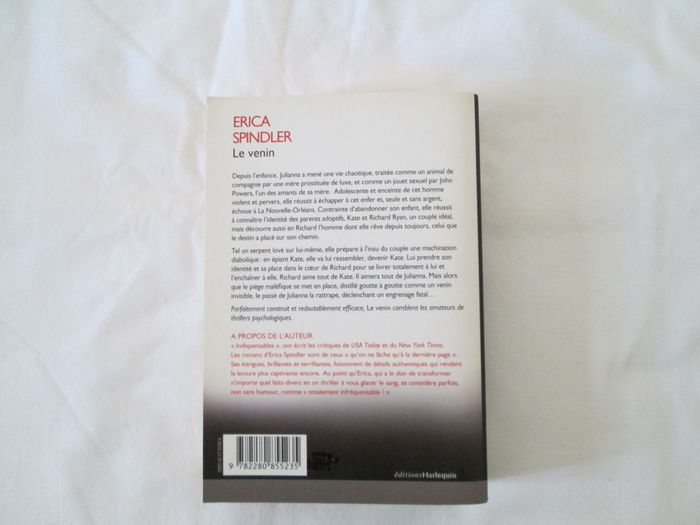 ERICA
SPINDLER
Le venin
Depuis l'enfance, Julianna a mené une vie chaotique, traitée comme un animal de
compagnie par une mère prostituée de luxe, et comme un jouet sexuel par John
Powers, l'un des amants de sa mère. Adolescente et enceinte de cet homme
violent et pervers, elle réussit à échapper à cet enfer et, seule et sans argent,
échoue à La Nouvelle-Orléans. Contrainte d'abandonner son enfant, elle réussit
à connaître l'identité des parents adoptifs, Kate et Richard Ryan, un couple idéal,
mais découvre aussi en Richard l'homme dont elle rêve depuis toujours, celui que
le destin a placé sur son chemin.
Tel un serpent lové sur lui-même, elle prépare à l'insu du couple une machination
diabolique : en épiant Kate, elle va lui ressembler, devenir Kate. Lui prendre son
identité et sa place dans le cœur de Richard pour se livrer totalement à lui et
l'enchaîner à elle. Richard aime tout de Kate. Il aimera tout de Julianna. Mais alors
que le piège maléfique se met en place, distillé goutte à goutte comme un venin
invisible, le passé de Julianna la rattrape, déclenchant un engrenage fatal...
Parfaitement construit et redoutablement efficace, Le venin comblera les amateurs de
thrillers psychologiques.
A PROPOS DE L'AUTEUR
« Indispensables », ont écrit les critiques de USA Today et du New York Times.
Les romans d'Erica Spindler sont de ceux « qu'on ne lâche qu'à la dernière page ».
Ses intrigues, brillantes et terrifiantes, foisonnent de détails authentiques qui rendent
la lecture plus captivante encore. Au point qu'Erica, qui a le don de transformer
n'importe quel faits-divers en un thriller à vous glacer le sang, se considère parfois,
non sans humour, comme « totalement infréquentable ! »
9 782280 855235
éditionsHarlequin